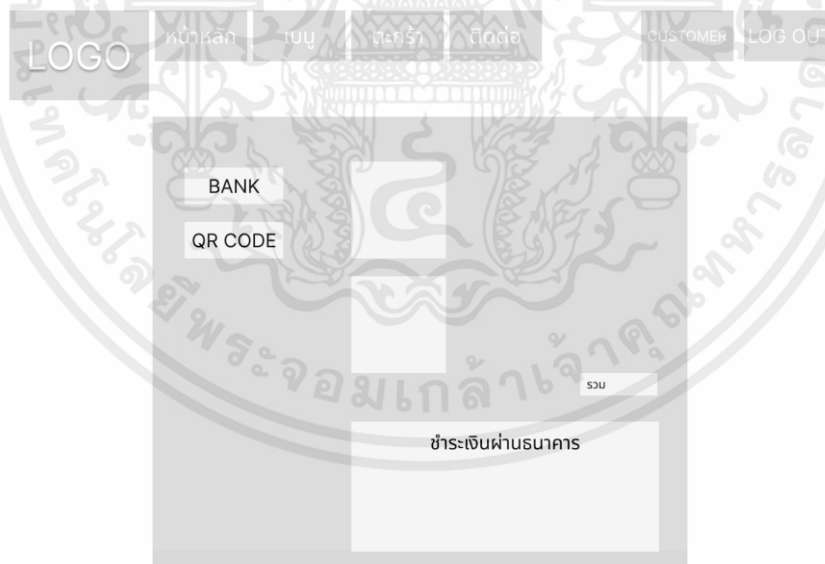 LOGO
หน้าหลัก
เมนู
ตะกร้า
ติดต่อ
CUSTOMER
LOG OUT
BANK
QR CODE
รวม
ชำระเงินผ่านธนาคาร